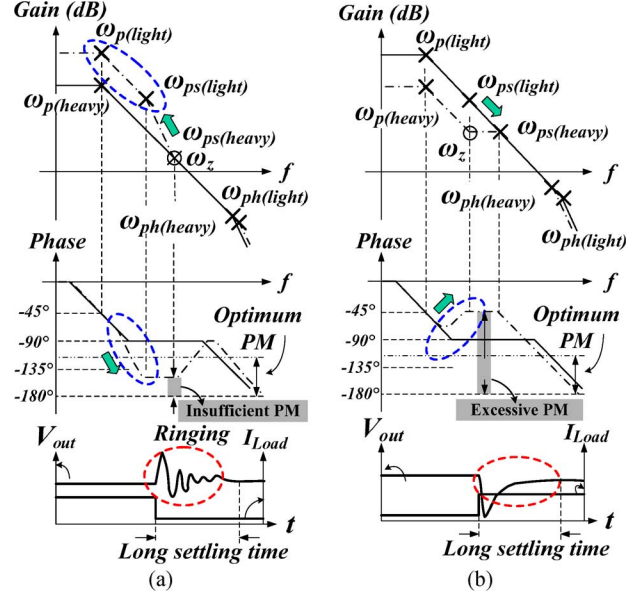 Gain (dB)
ωp(light)
ωps(light)
ωp(heavy)
ωps(heavy)
ωz
f
ωph(light)
ωph(heavy)
Phase
f
-45°
-90°
-135°
-180°
Optimum
PM
Insufficient PM
Vout
Ringing
ILoad
t
Long settling time
(a)
Gain (dB)
ωp(light)
ωps(light)
ωp(heavy)
ωps(heavy)
ωz
f
ωph(heavy)
ωph(light)
Phase
f
-45°
-90°
-135°
-180°
Optimum
PM
Excessive PM
Vout
ILoad
t
Long settling time
(b)